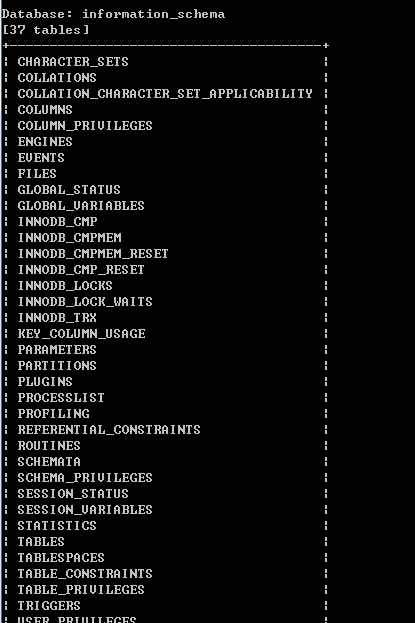 Database: information_schema
[37 tables]
+---------------------------------------+
| CHARACTER_SETS |
| COLLATIONS |
| COLLATION_CHARACTER_SET_APPLICABILITY |
| COLUMNS |
| COLUMN_PRIVILEGES |
| ENGINES |
| EVENTS |
| FILES |
| GLOBAL_STATUS |
| GLOBAL_VARIABLES |
| INNODB_CMP |
| INNODB_CMPMEM |
| INNODB_CMPMEM_RESET |
| INNODB_CMP_RESET |
| INNODB_LOCKS |
| INNODB_LOCK_WAITS |
| INNODB_TRX |
| KEY_COLUMN_USAGE |
| PARAMETERS |
| PARTITIONS |
| PLUGINS |
| PROCESSLIST |
| PROFILING |
| REFERENTIAL_CONSTRAINTS |
| ROUTINES |
| SCHEMATA |
| SCHEMA_PRIVILEGES |
| SESSION_STATUS |
| SESSION_VARIABLES |
| STATISTICS |
| TABLES |
| TABLESPACES |
| TABLE_CONSTRAINTS |
| TABLE_PRIVILEGES |
| TRIGGERS |
| USER_PRIVILEGES |